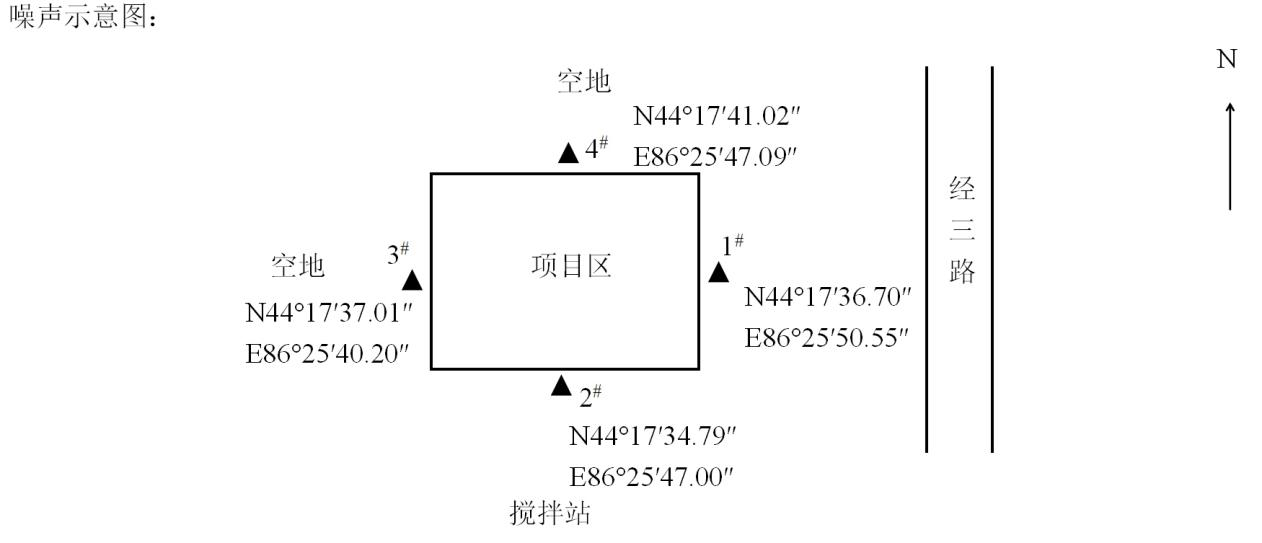 噪声示意图：
N
空地
N44°17′41.02″
4#
E86°25′47.09″
经三路
3#
1#
空地
项目区
N44°17′37.01″
E86°25′40.20″
N44°17′36.70″
E86°25′50.55″
2#
N44°17′34.79″
E86°25′47.00″
搅拌站